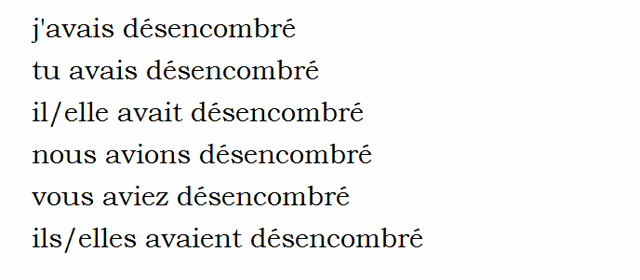 j'avais désencombré
tu avais désencombré
il/elle avait désencombré
nous avions désencombré
vous aviez désencombré
ils/elles avaient désencombré